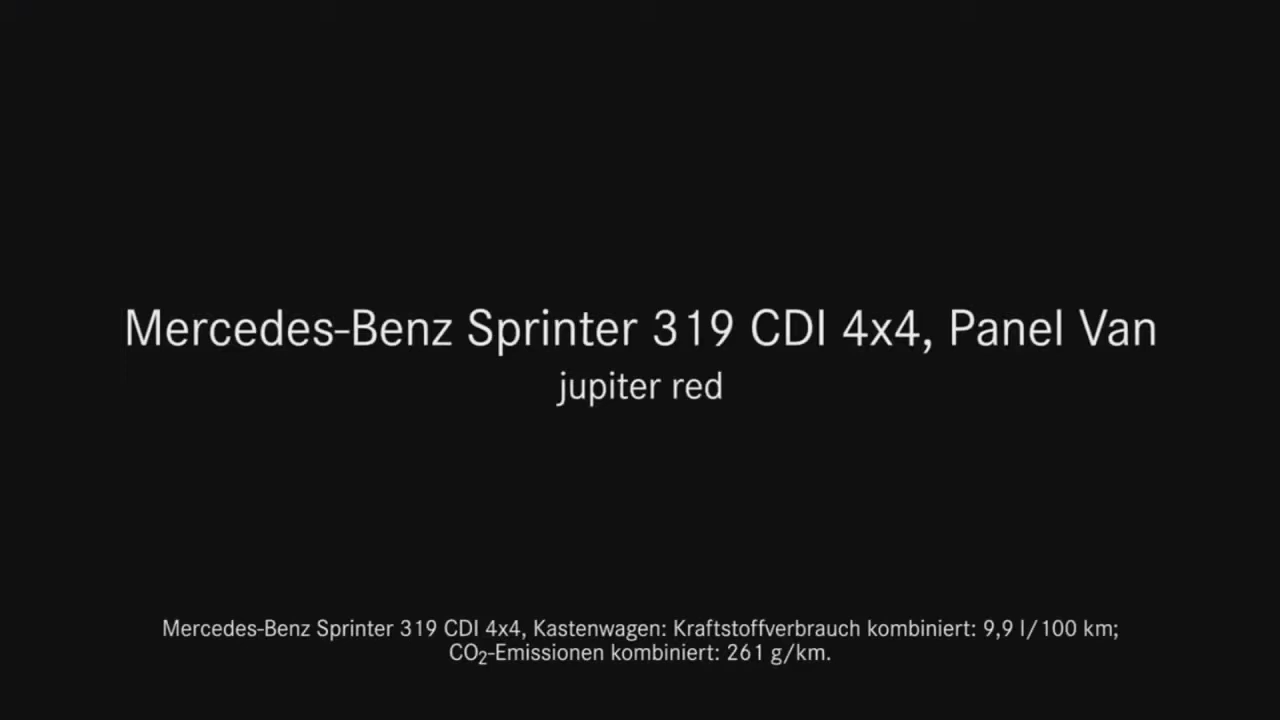 Mercedes-Benz Sprinter 319 CDI 4x4, Panel Van
jupiter red
Mercedes-Benz Sprinter 319 CDI 4x4, Kastenwagen: Kraftstoffverbrauch kombiniert: 9,9 l/100 km;
CO₂-Emissionen kombiniert: 261 g/km.